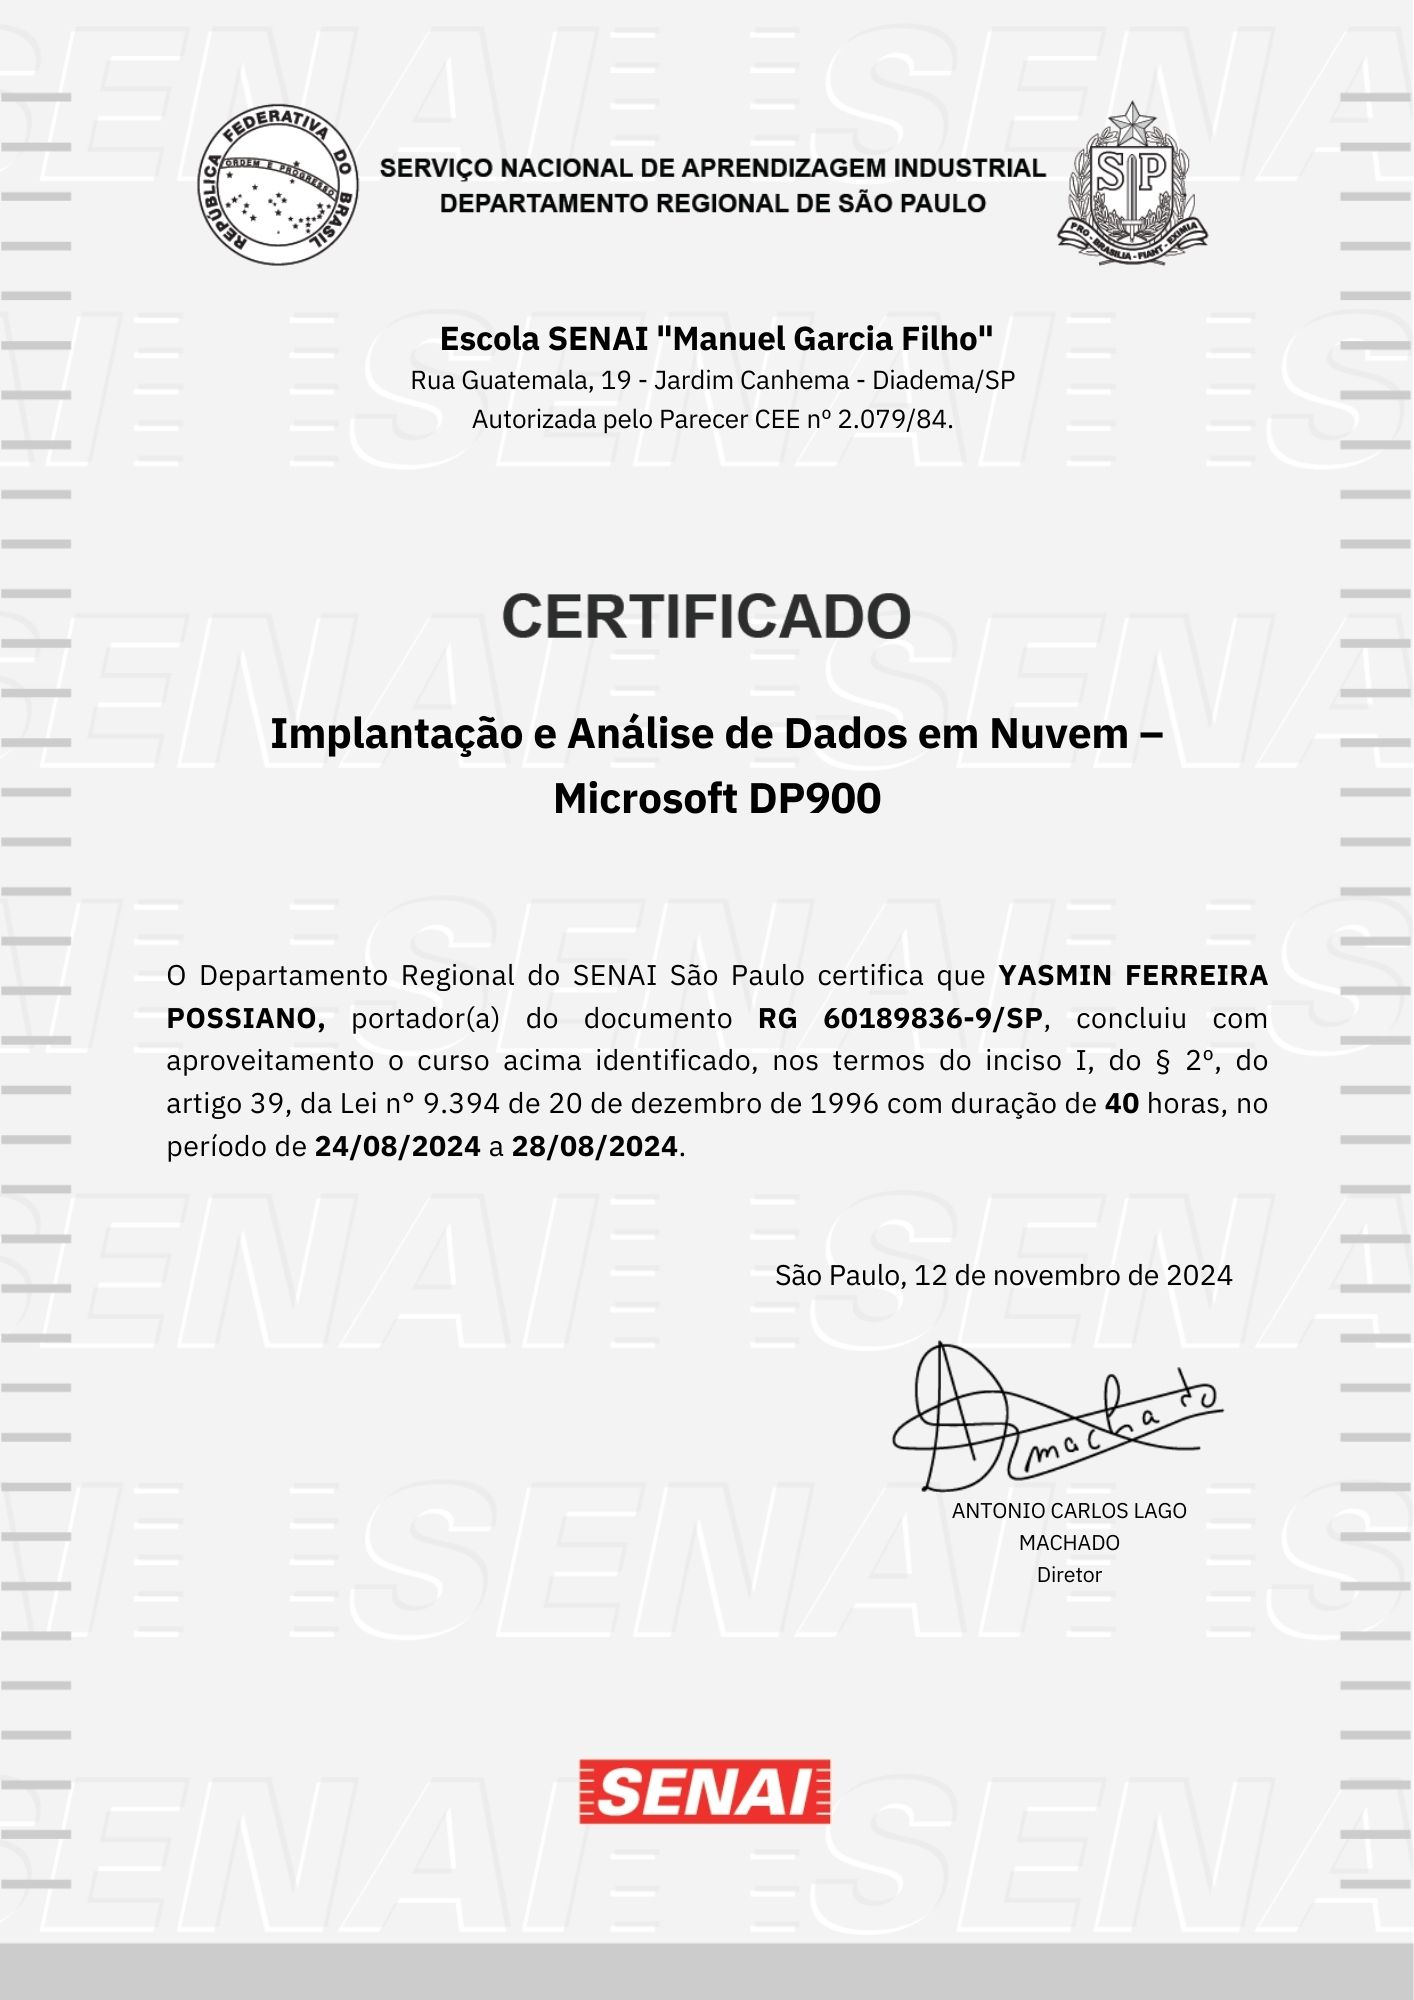 REPÚBLICA FEDERATIVA DO BRASIL
ORDEM E PROGRESSO
SERVIÇO NACIONAL DE APRENDIZAGEM INDUSTRIAL
DEPARTAMENTO REGIONAL DE SÃO PAULO
SP
PRO - BRASILIA - FIANT - EXIMIA
Escola SENAI "Manuel Garcia Filho"
Rua Guatemala, 19 - Jardim Canhema - Diadema/SP
Autorizada pelo Parecer CEE nº 2.079/84.
CERTIFICADO
Implantação e Análise de Dados em Nuvem –
Microsoft DP900
O Departamento Regional do SENAI São Paulo certifica que YASMIN FERREIRA
POSSIANO, portador(a) do documento RG 60189836-9/SP, concluiu com
aproveitamento o curso acima identificado, nos termos do inciso I, do § 2º, do
artigo 39, da Lei n° 9.394 de 20 de dezembro de 1996 com duração de 40 horas, no
período de 24/08/2024 a 28/08/2024.
São Paulo, 12 de novembro de 2024
machado
ANTONIO CARLOS LAGO
MACHADO
Diretor
SENAI